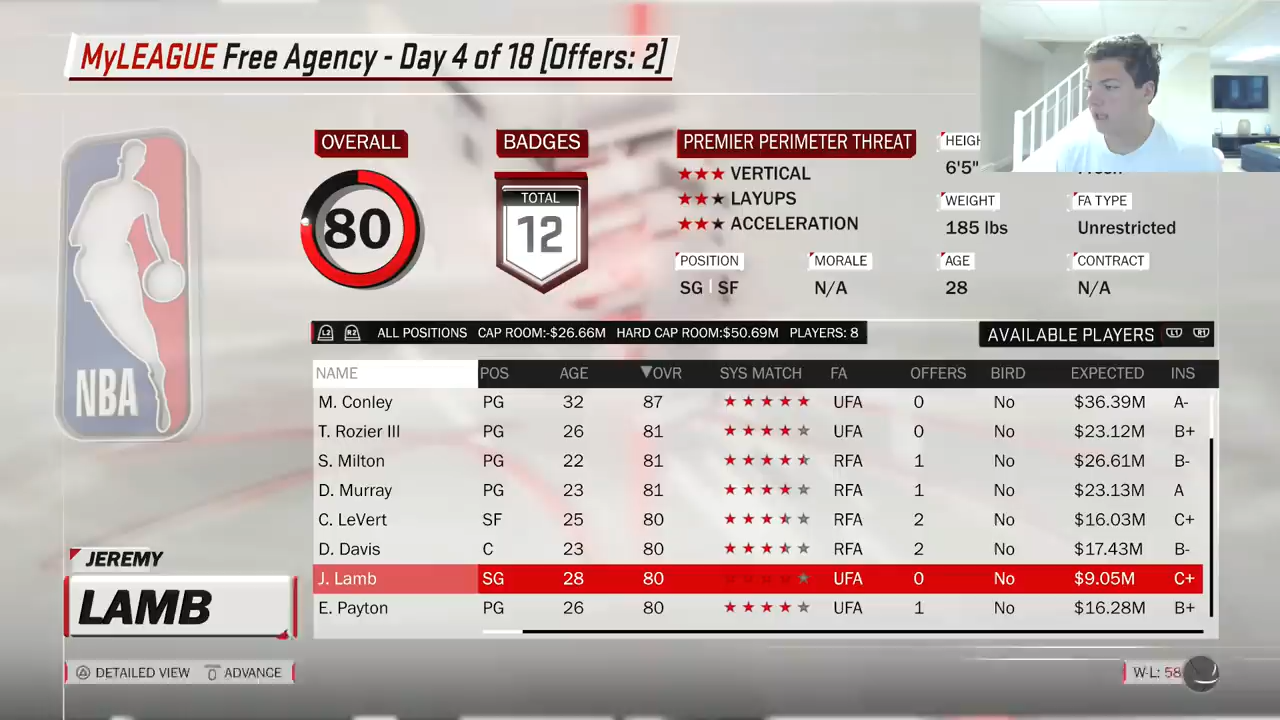 MyLEAGUE Free Agency - Day 4 of 18 [Offers: 2]
OVERALL
80
BADGES
TOTAL
12
PREMIER PERIMETER THREAT
VERTICAL
LAYUPS
ACCELERATION
POSITION
SG | SF
MORALE
N/A
6'5"
WEIGHT
185 lbs
FA TYPE
Unrestricted
AGE
28
CONTRACT
N/A
NBA
L2 R2 ALL POSITIONS CAP ROOM:-$26.66M HARD CAP ROOM:$50.69M PLAYERS: 8
AVAILABLE PLAYERS L1 R1
NAME POS AGE OVR SYS MATCH FA OFFERS BIRD EXPECTED INS
M. Conley PG 32 87 UFA 0 No $36.39M A-
T. Rozier III PG 26 81 UFA 0 No $23.12M B+
S. Milton PG 22 81 RFA 1 No $26.61M B-
D. Murray PG 23 81 RFA 1 No $23.13M A
C. LeVert SF 25 80 RFA 2 No $16.03M C+
D. Davis C 23 80 RFA 2 No $17.43M B-
J. Lamb SG 28 80 UFA 0 No $9.05M C+
E. Payton PG 26 80 UFA 1 No $16.28M B+
JEREMY
LAMB
DETAILED VIEW ADVANCE
W-L: 58